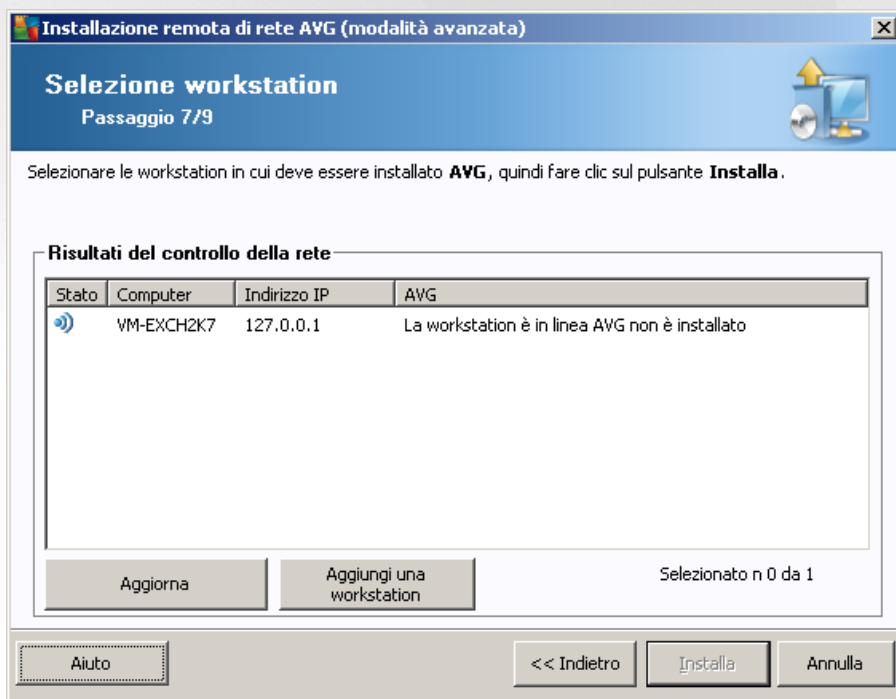 Installazione remota di rete AVG (modalità avanzata)
Selezione workstation
Passaggio 7/9
Selezionare le workstation in cui deve essere installato AVG, quindi fare clic sul pulsante Installa.
Risultati del controllo della rete
Stato Computer Indirizzo IP AVG
VM-EXCH2K7 127.0.0.1 La workstation è in linea AVG non è installato
Aggiorna
Aggiungi una
workstation
Selezionato n 0 da 1
Aiuto << Indietro Installa Annulla